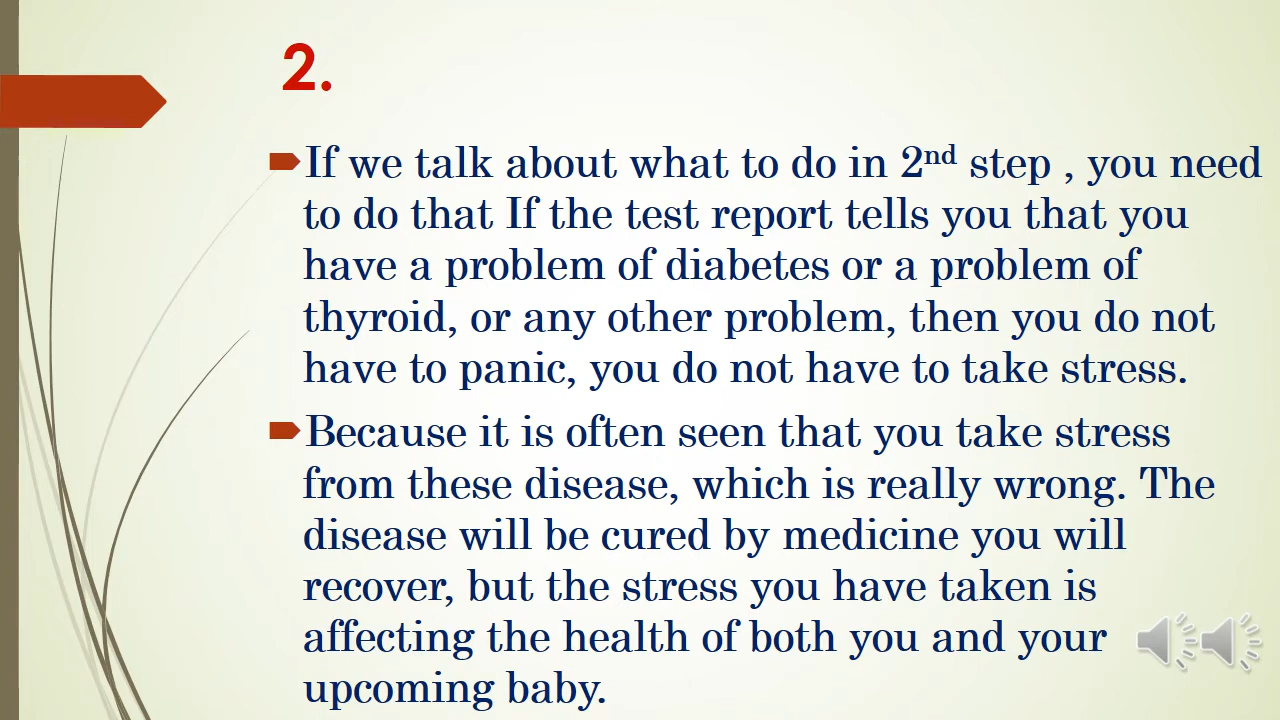 2.
If we talk about what to do in 2nd step , you need
to do that If the test report tells you that you
have a problem of diabetes or a problem of
thyroid, or any other problem, then you do not
have to panic, you do not have to take stress.
Because it is often seen that you take stress
from these disease, which is really wrong. The
disease will be cured by medicine you will
recover, but the stress you have taken is
affecting the health of both you and your
upcoming baby.